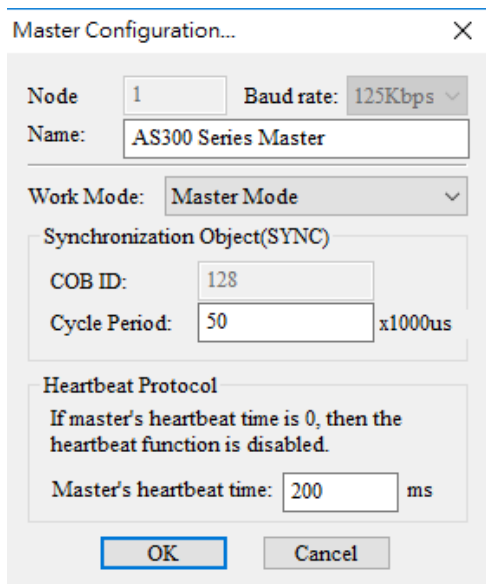 Master Configuration...
Node 1 Baud rate: 125Kbps
Name: AS300 Series Master
Work Mode: Master Mode
Synchronization Object(SYNC)
COB ID: 128
Cycle Period: 50 x1000us
Heartbeat Protocol
If master's heartbeat time is 0, then the
heartbeat function is disabled.
Master's heartbeat time: 200 ms
OK Cancel